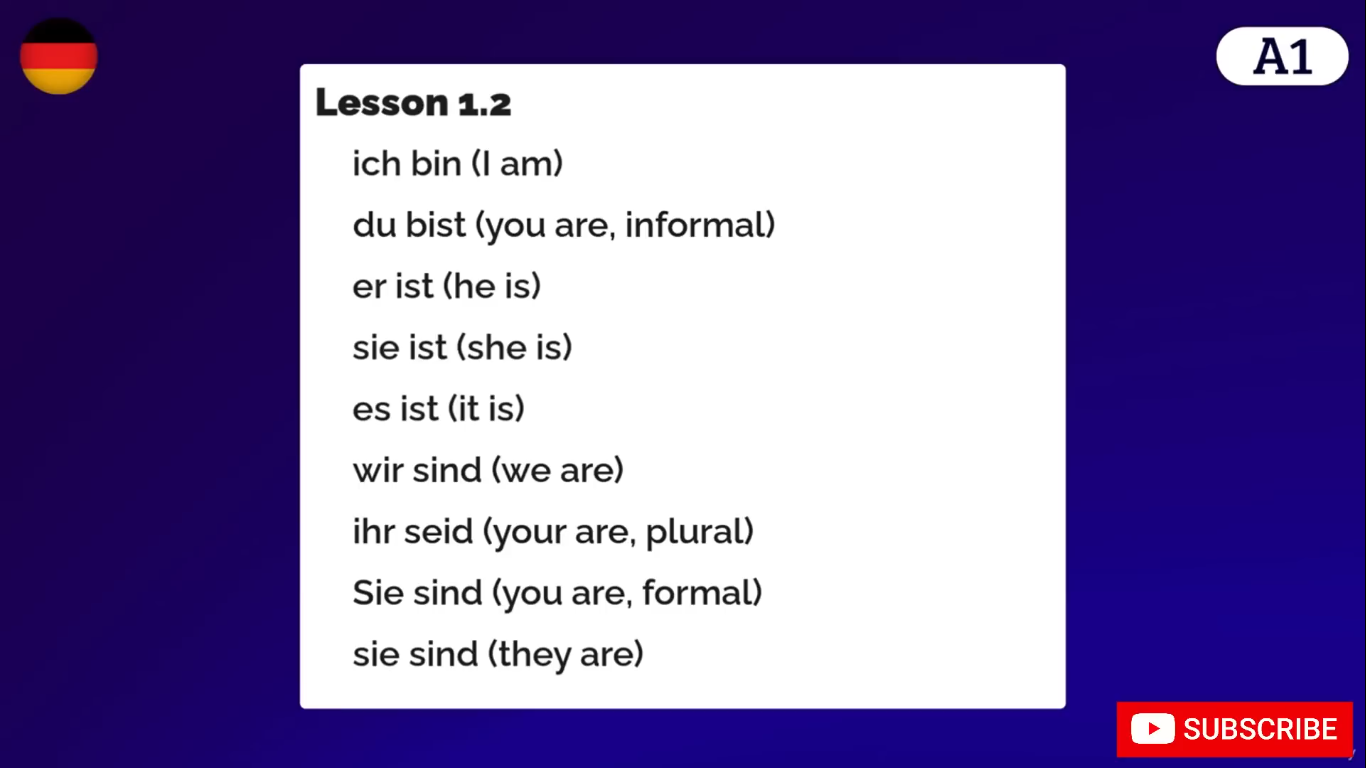 A1
Lesson 1.2
ich bin (I am)
du bist (you are, informal)
er ist (he is)
sie ist (she is)
es ist (it is)
wir sind (we are)
ihr seid (your are, plural)
Sie sind (you are, formal)
sie sind (they are)
SUBSCRIBE